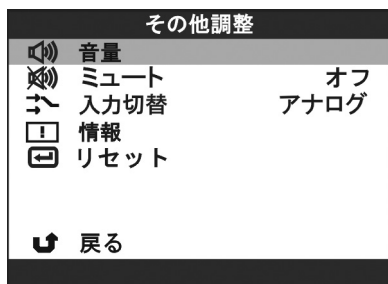 その他調整
音量
ミュート オフ
入力切替 アナログ
情報
リセット
戻る